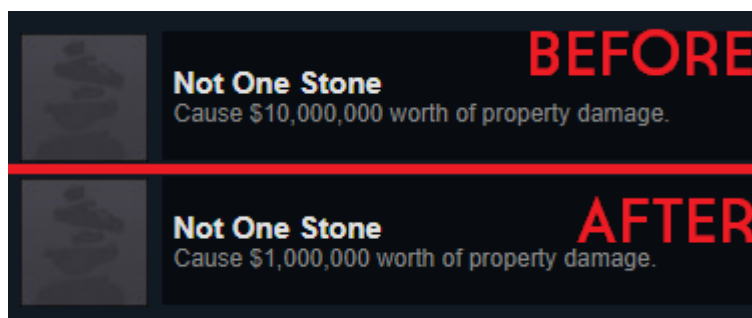 BEFORE
Not One Stone
Cause $10,000,000 worth of property damage.
AFTER
Not One Stone
Cause $1,000,000 worth of property damage.